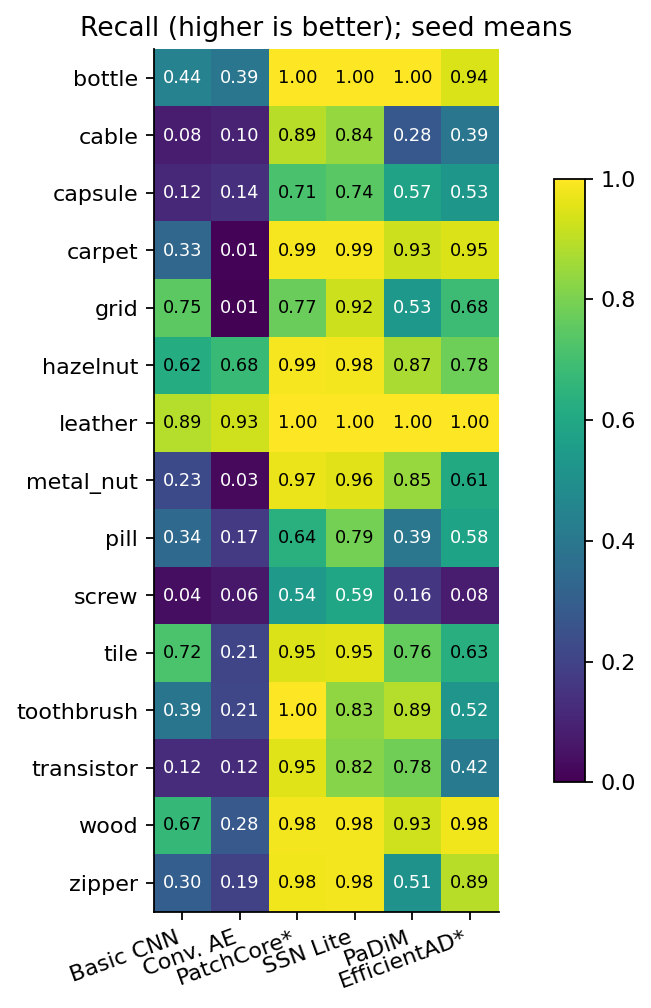 Recall (higher is better); seed means
bottle 0.44 0.39 1.00 1.00 1.00 0.94
cable 0.08 0.10 0.89 0.84 0.28 0.39
capsule 0.12 0.14 0.71 0.74 0.57 0.53
carpet 0.33 0.01 0.99 0.99 0.93 0.95
grid 0.75 0.01 0.77 0.92 0.53 0.68
hazelnut 0.62 0.68 0.99 0.98 0.87 0.78
leather 0.89 0.93 1.00 1.00 1.00 1.00
metal_nut 0.23 0.03 0.97 0.96 0.85 0.61
pill 0.34 0.17 0.64 0.79 0.39 0.58
screw 0.04 0.06 0.54 0.59 0.16 0.08
tile 0.72 0.21 0.95 0.95 0.76 0.63
toothbrush 0.39 0.21 1.00 0.83 0.89 0.52
transistor 0.12 0.12 0.95 0.82 0.78 0.42
wood 0.67 0.28 0.98 0.98 0.93 0.98
zipper 0.30 0.19 0.98 0.98 0.51 0.89
Basic CNN
Conv. AE
PatchCore*
SSN Lite
PaDiM
EfficientAD*
1.0
0.8
0.6
0.4
0.2
0.0